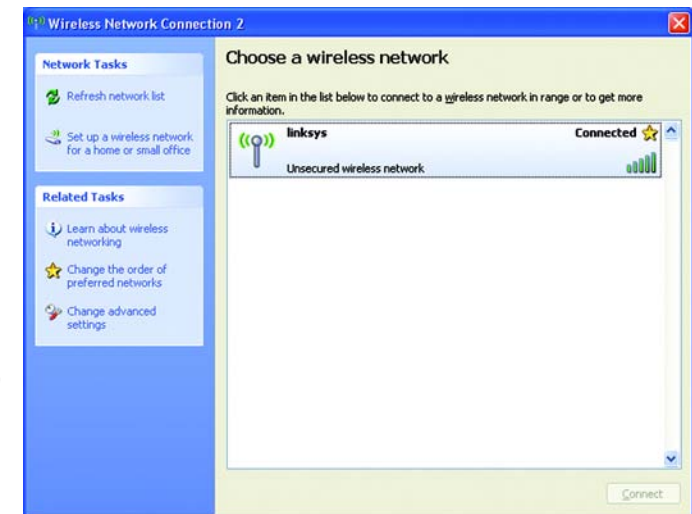 Wireless Network Connection 2
Network Tasks
Refresh network list
Set up a wireless network
for a home or small office
Related Tasks
Learn about wireless
networking
Change the order of
preferred networks
Change advanced
settings
Choose a wireless network
Click an item in the list below to connect to a wireless network in range or to get more
information.
linksys
Connected
Unsecured wireless network
Connect